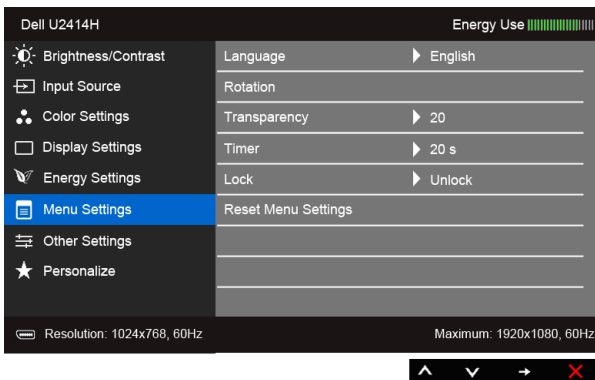 Dell U2414H Energy Use
Brightness/Contrast Language English
Input Source Rotation
Color Settings Transparency 20
Display Settings Timer 20 s
Energy Settings Lock Unlock
Menu Settings Reset Menu Settings
Other Settings
Personalize
Resolution: 1024x768, 60Hz Maximum: 1920x1080, 60Hz